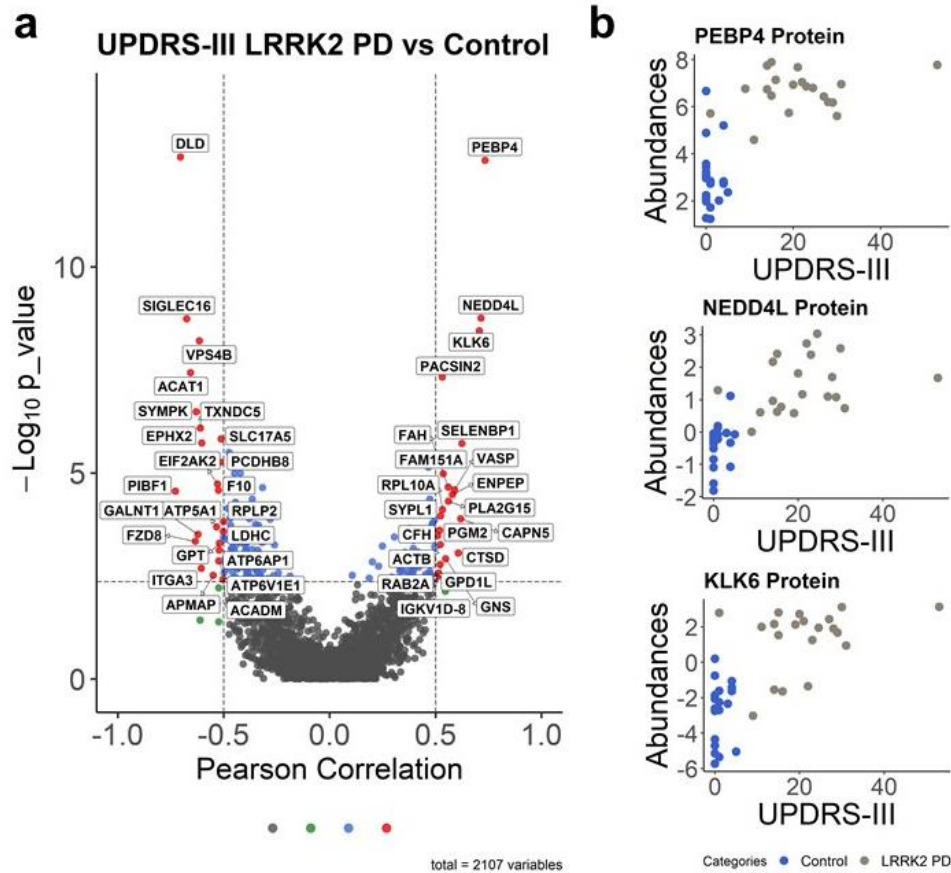 a
UPDRS-III LRRK2 PD vs Control
DLD
PEBP4
10
SIGLEC16
NEDD4L
VPS4B
KLK6
ACAT1
PACSIN2
SYMPK TXNDC5
EPHX2 SLC17A5
FAH SELENBP1
EIF2AK2 PCDHB8
FAM151A VASP
5
PIBF1 F10
RPL10A ENPEP
GALNT1 ATP5A1 RPLP2
SYPL1 PLA2G15
FZD8 LDHC
CFH PGM2 CAPN5
GPT ATP6AP1
ACTB CTSD
ITGA3 ATP6V1E1
RAB2A GPD1L
APMAP ACADM
IGKV1D-8 GNS
0
-1.0 -0.5 0.0 0.5 1.0
−Log10 p_value
Pearson Correlation
total = 2107 variables
b
PEBP4 Protein
8
6
4
2
0 20 40
Abundances
UPDRS-III
NEDD4L Protein
3
2
1
0
-1
-2
0 20 40
Abundances
UPDRS-III
KLK6 Protein
2
0
-2
-4
-6
0 20 40
Abundances
UPDRS-III
Categories Control LRRK2 PD